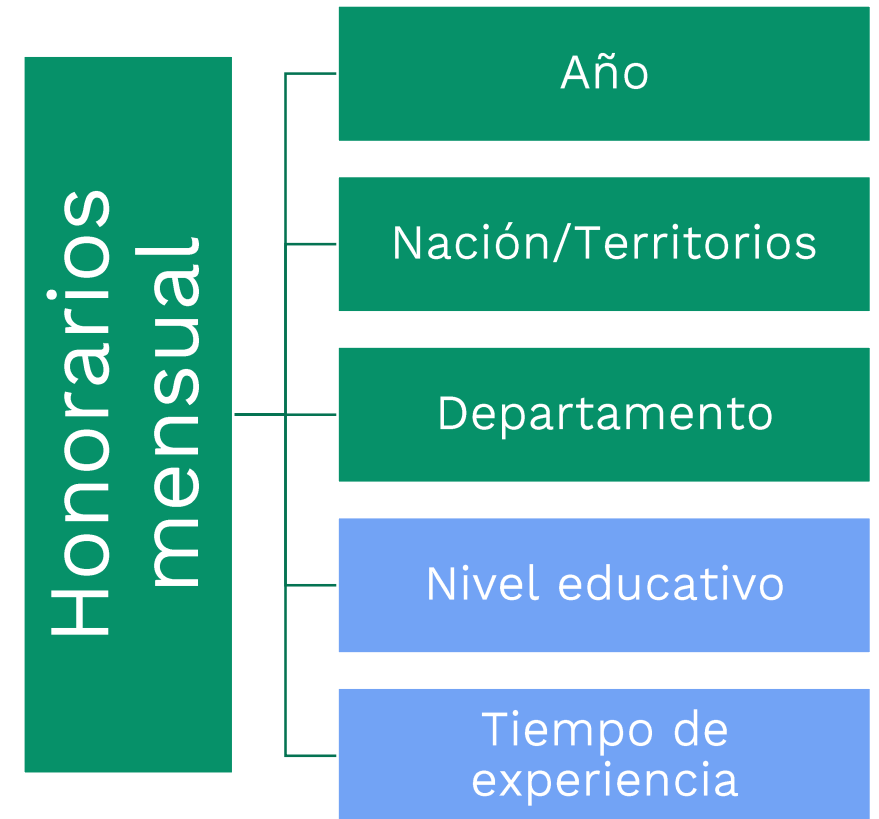 Honorarios
mensual
Año
Nación/Territorios
Departamento
Nivel educativo
Tiempo de
experiencia